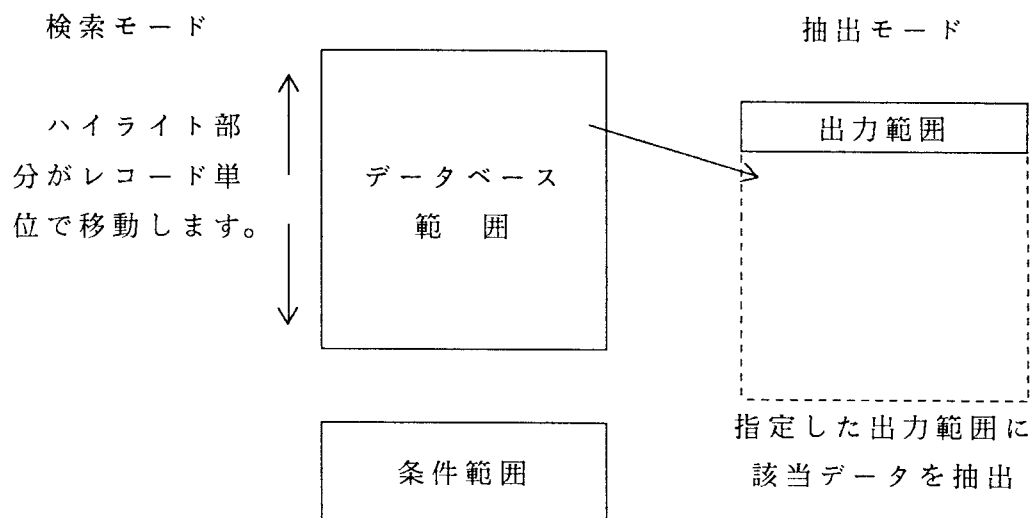 検索モード
抽出モード
ハイライト部
分がレコード単
位で移動します。
データベース
範　囲
出力範囲
条件範囲
指定した出力範囲に
該当データを抽出